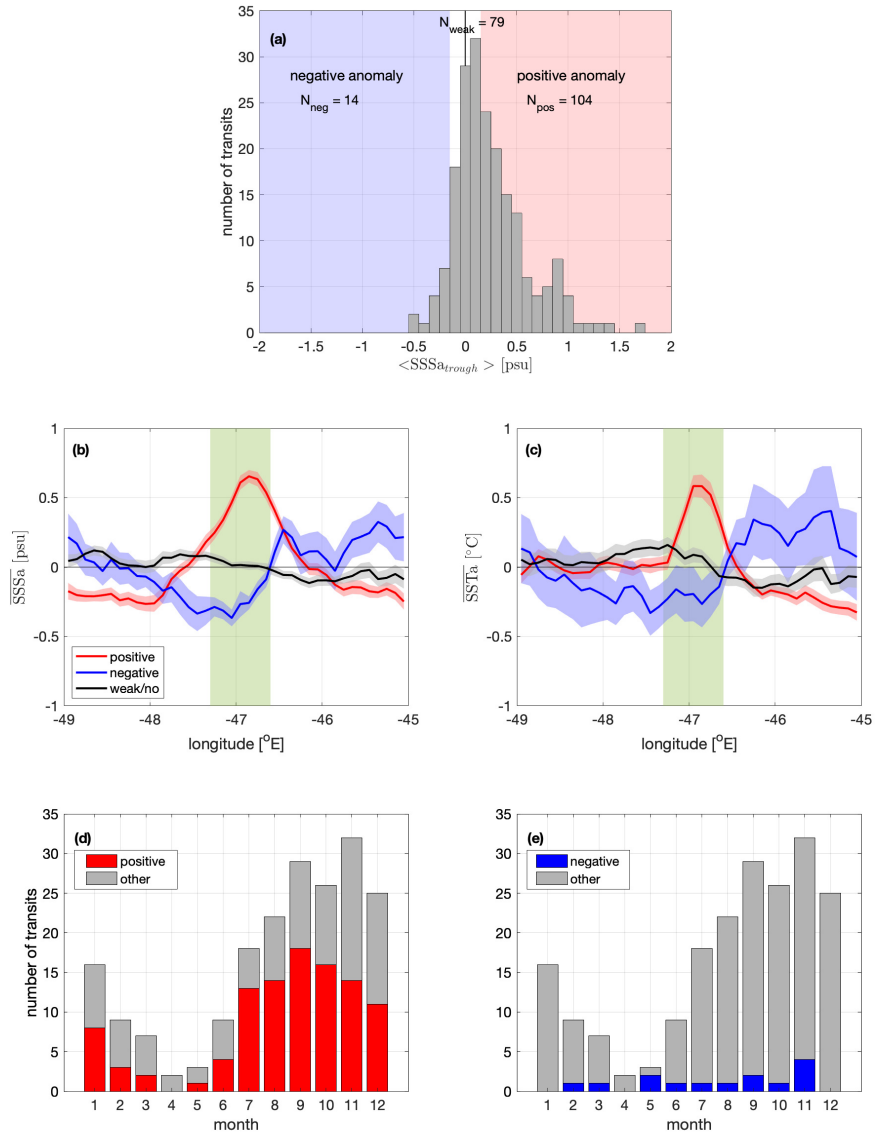 35
30
25
20
15
10
5
0
number of transits
(a)
N_weak = 79
negative anomaly
N_neg = 14
positive anomaly
N_pos = 104
-2 -1.5 -1 -0.5 0 0.5 1 1.5 2
<SSSa_trough> [psu]
1
0.5
0
-0.5
-1
SSSa [psu]
(b)
positive
negative
weak/no
-49 -48 -47 -46 -45
longitude [°E]
1
0.5
0
-0.5
-1
SSTa [°C]
(c)
-49 -48 -47 -46 -45
longitude [°E]
35
30
25
20
15
10
5
0
number of transits
(d)
positive
other
1 2 3 4 5 6 7 8 9 10 11 12
month
35
30
25
20
15
10
5
0
(e)
negative
other
1 2 3 4 5 6 7 8 9 10 11 12
month